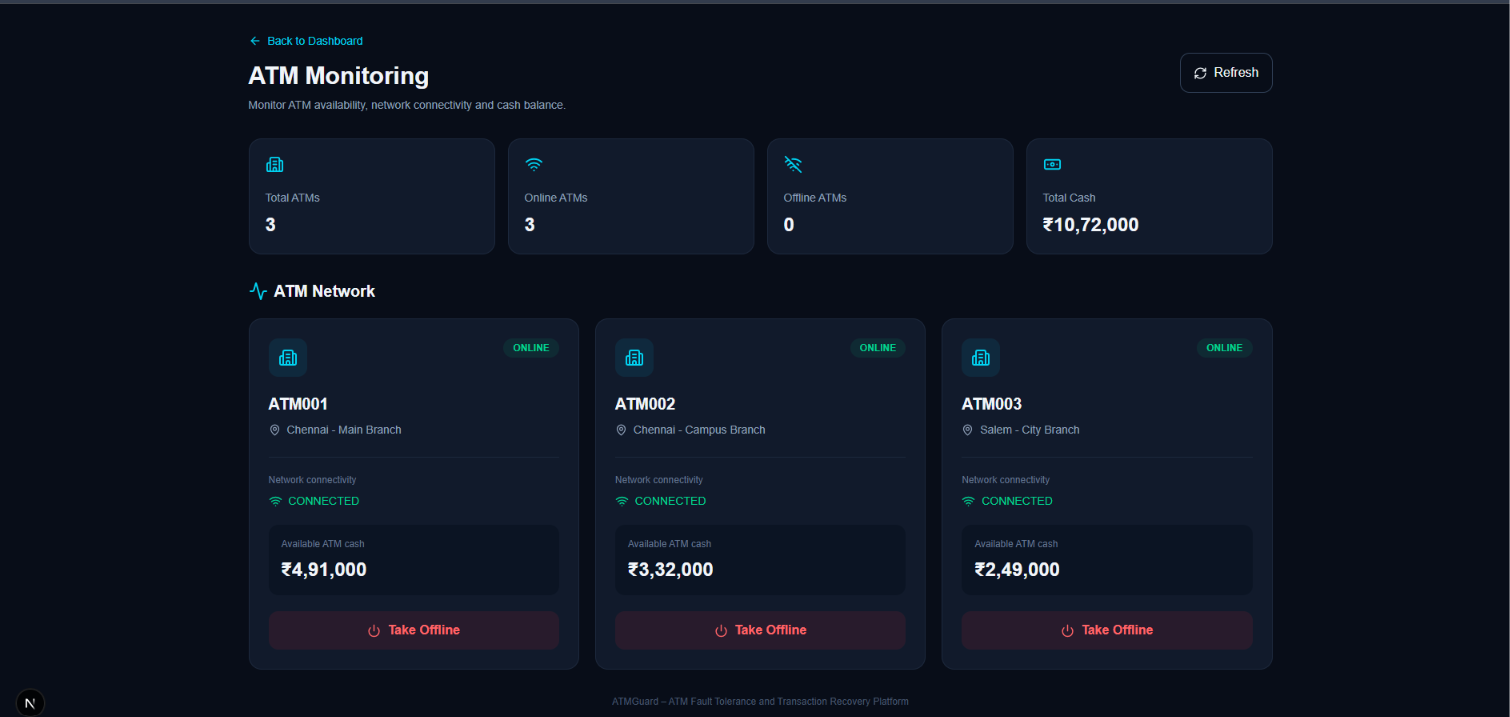 Back to Dashboard
ATM Monitoring
Refresh
Monitor ATM availability, network connectivity and cash balance.
Total ATMs
3
Online ATMs
3
Offline ATMs
0
Total Cash
₹10,72,000
ATM Network
ONLINE
ATM001
Chennai - Main Branch
Network connectivity
CONNECTED
Available ATM cash
₹4,91,000
Take Offline
ONLINE
ATM002
Chennai - Campus Branch
Network connectivity
CONNECTED
Available ATM cash
₹3,32,000
Take Offline
ONLINE
ATM003
Salem - City Branch
Network connectivity
CONNECTED
Available ATM cash
₹2,49,000
Take Offline
N
ATMGuard – ATM Fault Tolerance and Transaction Recovery Platform